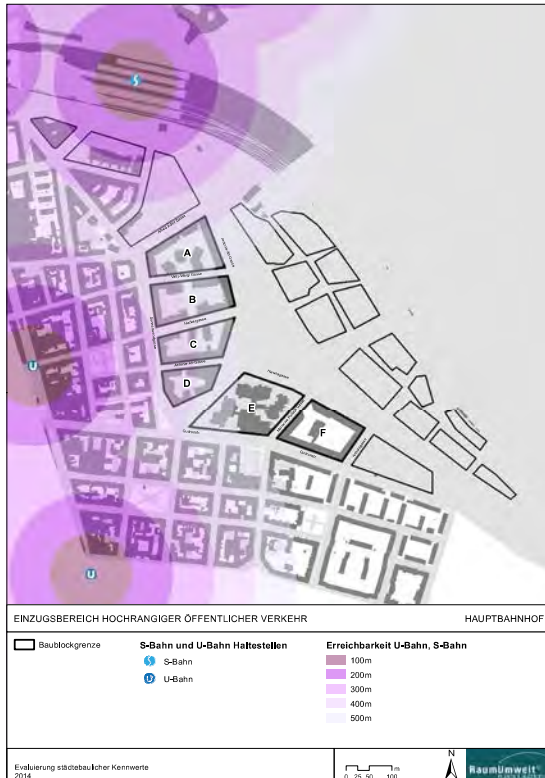 A
B
C
D
E
F
EINZUGSBEREICH HOCHRANGIGER ÖFFENTLICHER VERKEHR
HAUPTBAHNHOF
Baublockgrenze
S-Bahn und U-Bahn Haltestellen
S-Bahn
U-Bahn
Erreichbarkeit U-Bahn, S-Bahn
100m
200m
300m
400m
500m
Evaluierung städtebaulicher Kennwerte
2014
m
0 25 50 100
N
RaumUmwelt